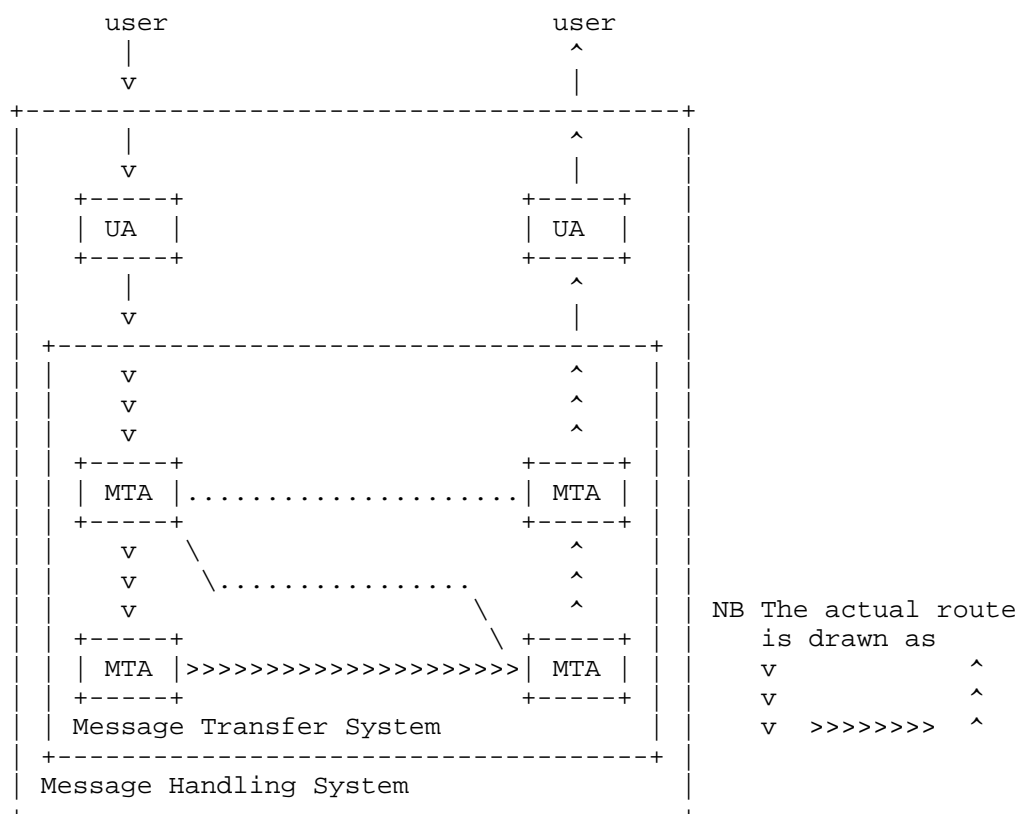 user                          user
|                             ^
v                             |
+-----------------------------------------+
|                             ^
v                             |
+-----+                     +-----+
| UA  |                     | UA  |
+-----+                     +-----+
|                             ^
v                             |
+-------------------------------------+
v                             ^
v                             ^
v                             ^
+-----+                     +-----+
| MTA |.....................| MTA |
+-----+                     +-----+
v   \                         ^
v    \................        ^
v                     \       ^ NB The actual route
+-----+                \ +-----+ is drawn as
| MTA |>>>>>>>>>>>>>>>>>>>>>| MTA | v ^
+-----+                     +-----+ v ^
Message Transfer System v >>>>>>>> ^
+-------------------------------------+
Message Handling System